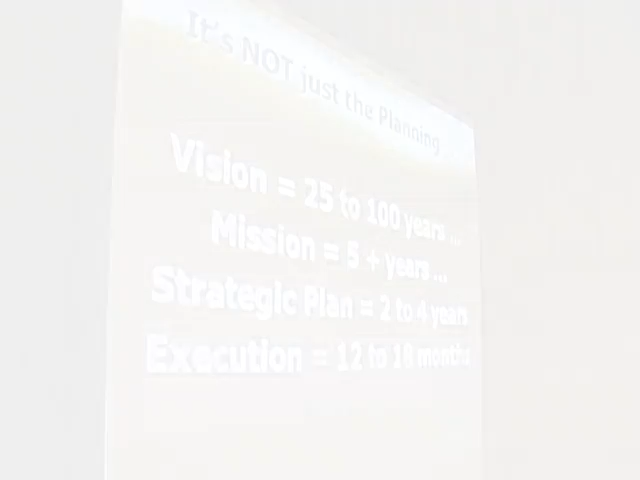 It's NOT just the Planning
Vision = 25 to 100 years ...
Mission = 5 + years ...
Strategic Plan = 2 to 4 years
Execution = 12 to 18 months